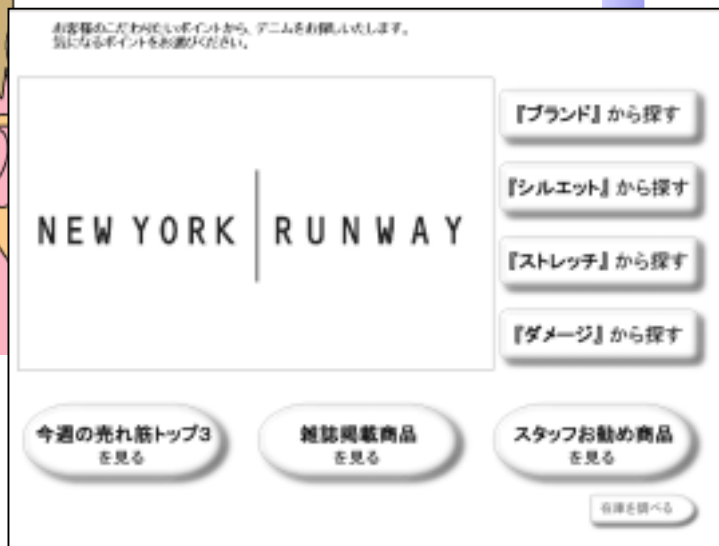 お客様のこだわりたいポイントから、デニムをお探しいたします。
気になるポイントをお選びください。
NEW YORK RUNWAY
『ブランド』から探す
『シルエット』から探す
『ストレッチ』から探す
『ダメージ』から探す
今週の売れ筋トップ3
を見る
雑誌掲載商品
を見る
スタッフお勧め商品
を見る
在庫を調べる